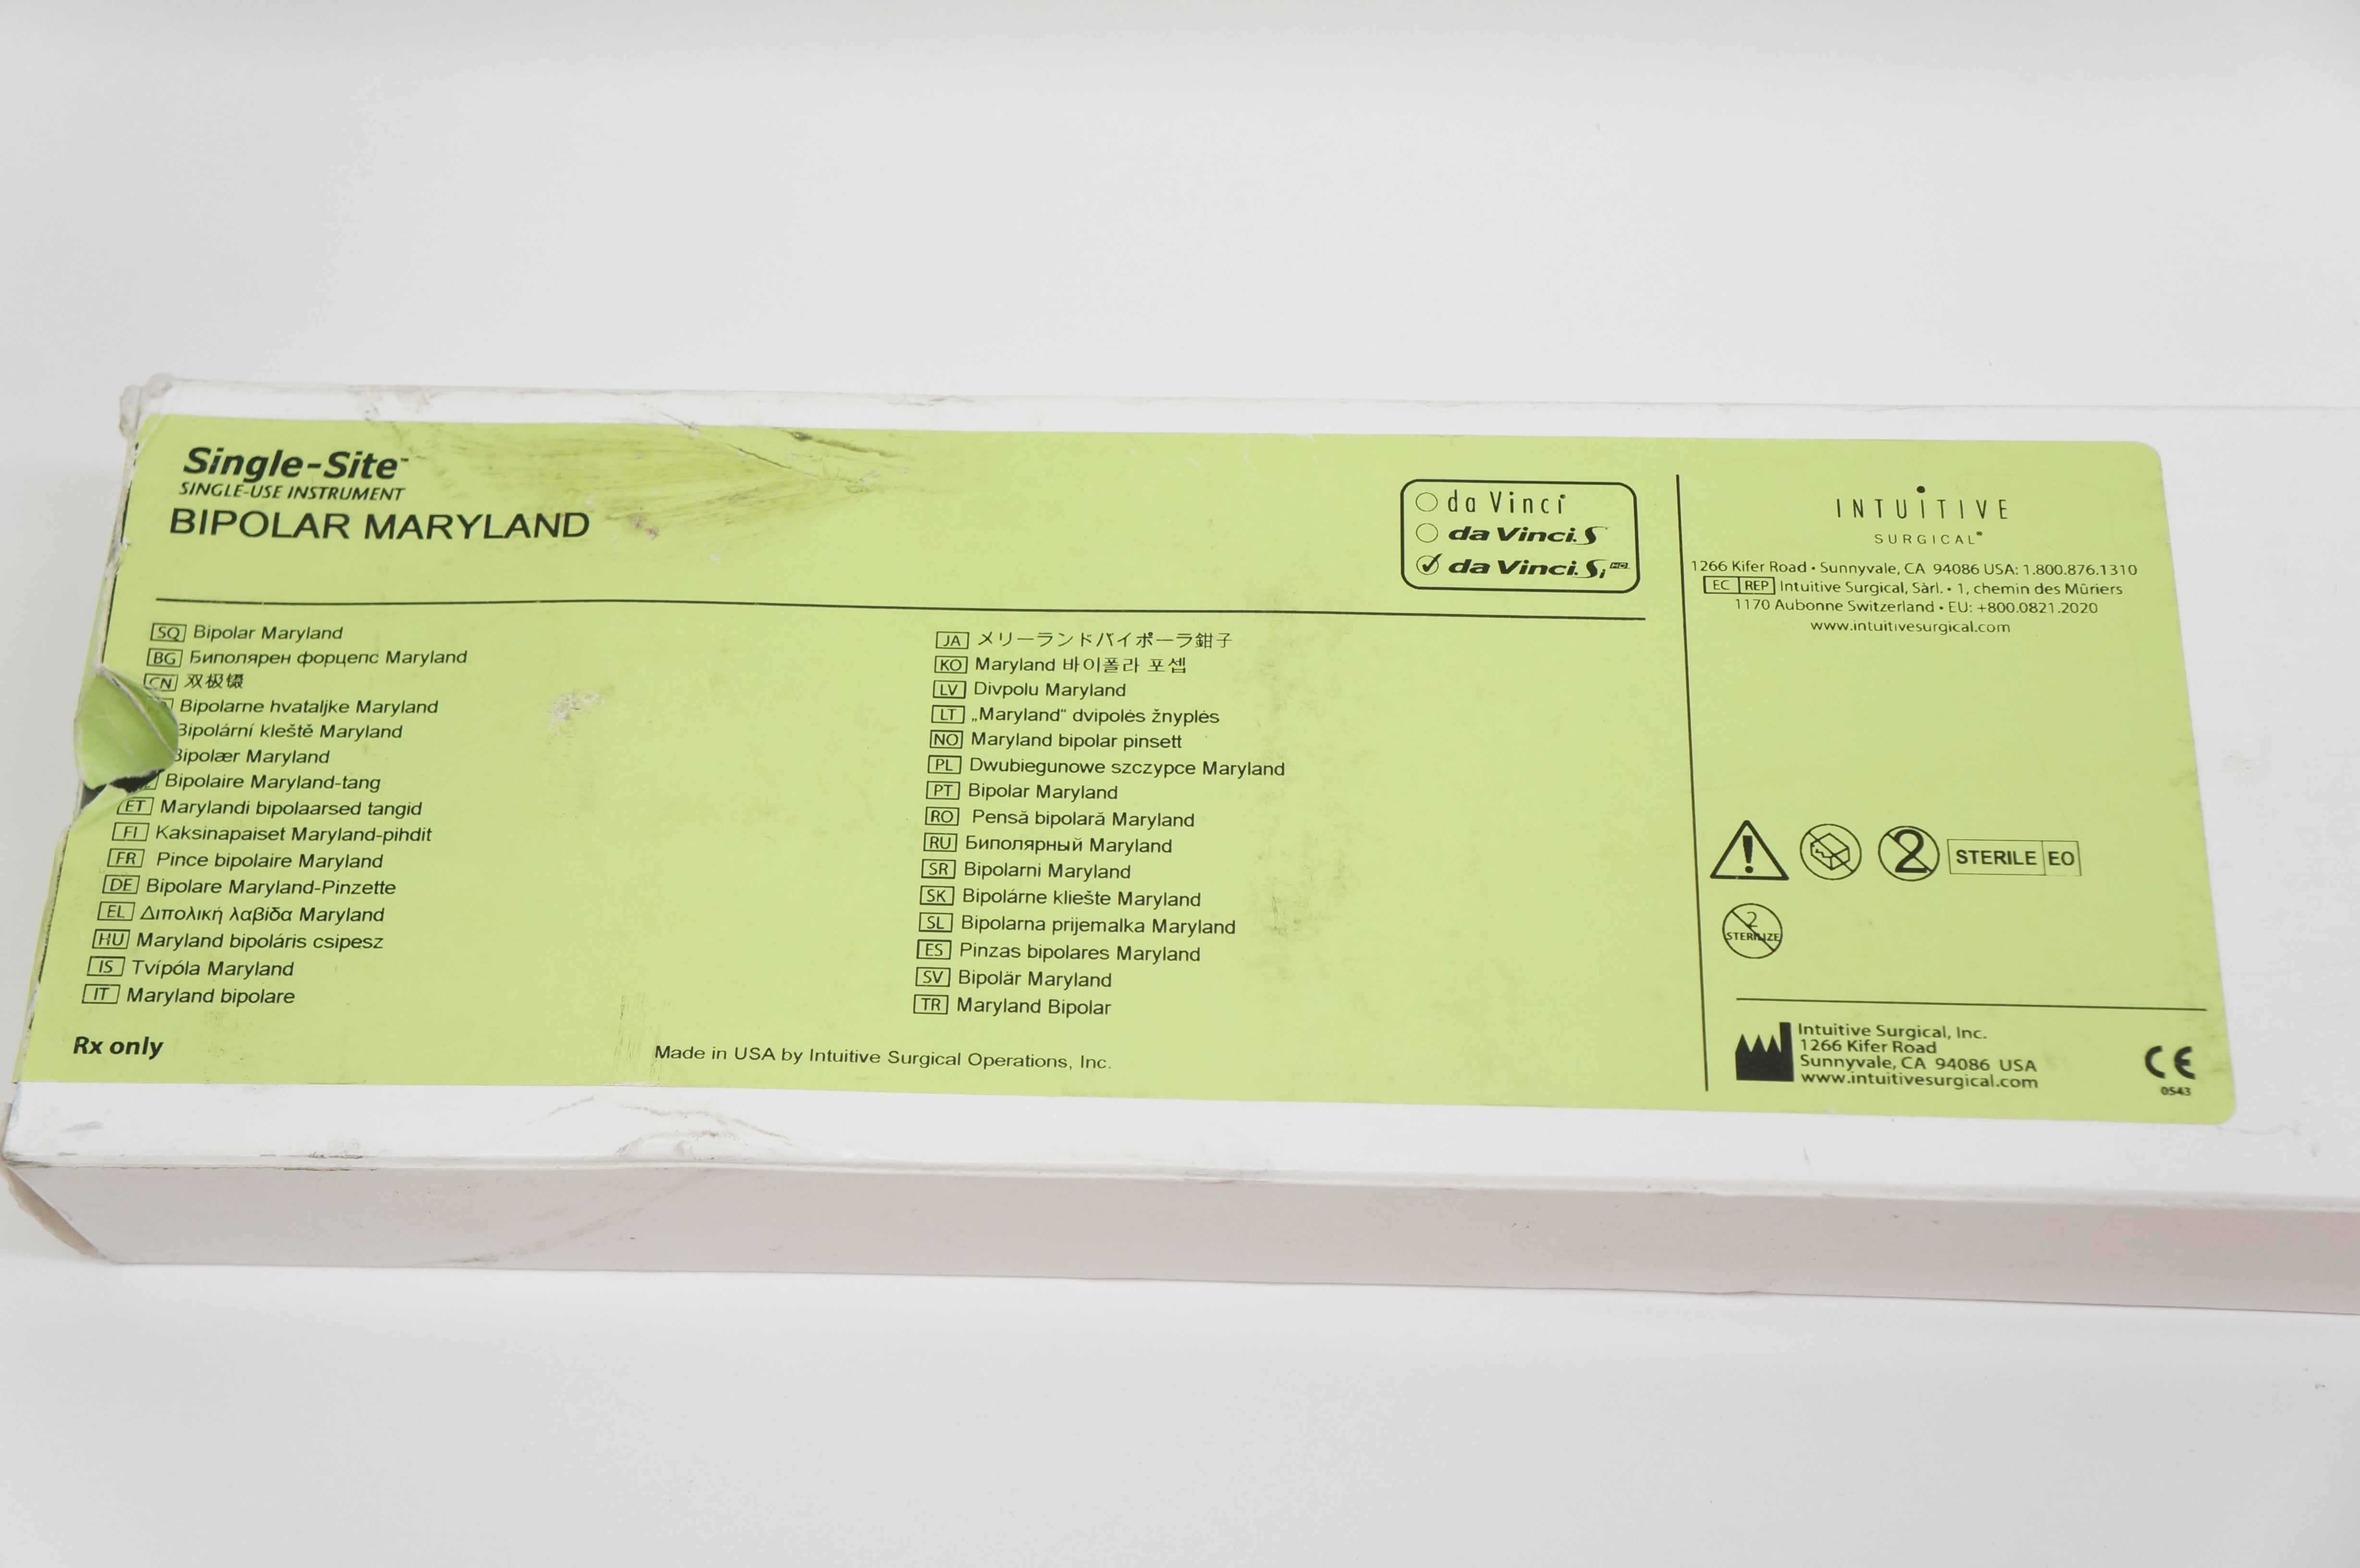 Single-Site™
SINGLE-USE INSTRUMENT
BIPOLAR MARYLAND
da Vinci®
da Vinci. S™
da Vinci. Si HD™
SQ Bipolar Maryland
BG Биполярен форцепс Maryland
CN 双极镊
Bipolarne hvataljke Maryland
Bipolární kleště Maryland
Bipolær Maryland
Bipolaire Maryland-tang
ET Marylandi bipolaarsed tangid
FI Kaksinapaiset Maryland-pihdit
FR Pince bipolaire Maryland
DE Bipolare Maryland-Pinzette
EL Διπολική λαβίδα Maryland
HU Maryland bipoláris csipesz
IS Tvípóla Maryland
IT Maryland bipolare
JA メリーランドバイポーラ鉗子
KO Maryland 바이폴라 포셉
LV Divpolu Maryland
LT „Maryland“ dvipolės žnyplės
NO Maryland bipolar pinsett
PL Dwubiegunowe szczypce Maryland
PT Bipolar Maryland
RO Pensă bipolară Maryland
RU Биполярный Maryland
SR Bipolarni Maryland
SK Bipolárne kliešte Maryland
SL Bipolarna prijemalka Maryland
ES Pinzas bipolares Maryland
SV Bipolär Maryland
TR Maryland Bipolar
Rx only
Made in USA by Intuitive Surgical Operations, Inc.
INTUITIVE
SURGICAL®
1266 Kifer Road • Sunnyvale, CA 94086 USA: 1.800.876.1310
EC REP Intuitive Surgical, Sàrl. • 1, chemin des Mûriers
1170 Aubonne Switzerland • EU: +800.0821.2020
www.intuitivesurgical.com
2 STERILE EO
2
STERILIZE
Intuitive Surgical, Inc.
1266 Kifer Road
Sunnyvale, CA 94086 USA
www.intuitivesurgical.com
CE
0543